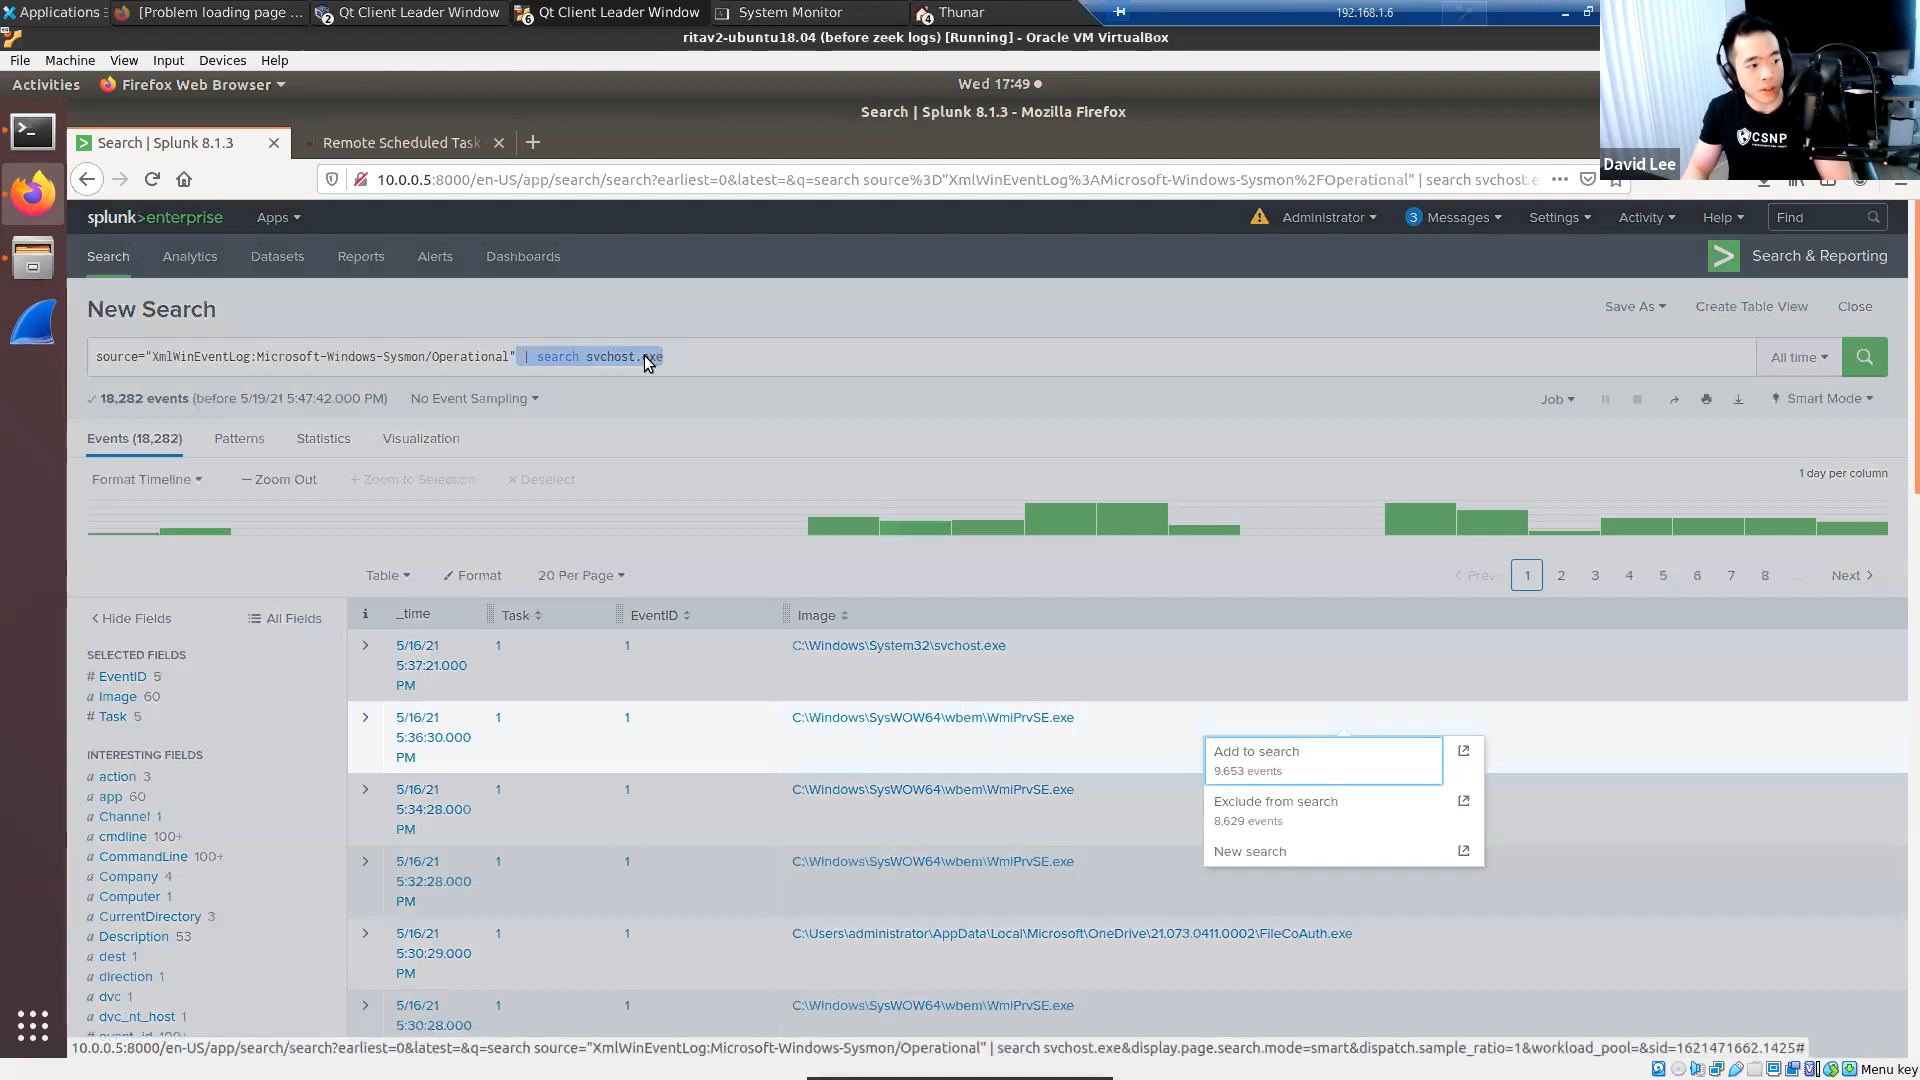 Applications
[Problem loading page ...
2 Qt Client Leader Window
6 Qt Client Leader Window
System Monitor
4 Thunar
192.168.1.6
ritav2-ubuntu18.04 (before zeek logs) [Running] - Oracle VM VirtualBox
File Machine View Input Devices Help
Activities Firefox Web Browser
Wed 17:49
Search | Splunk 8.1.3 - Mozilla Firefox
CSNP
David Lee
Search | Splunk 8.1.3
Remote Scheduled Task
10.0.0.5:8000/en-US/app/search/search?earliest=0&latest=&q=search source%3D"XmlWinEventLog%3AMicrosoft-Windows-Sysmon%2FOperational" | search svchost.e
splunk>enterprise Apps
Administrator 3 Messages Settings Activity Help Find
Search Analytics Datasets Reports Alerts Dashboards
Search & Reporting
New Search
Save As Create Table View Close
source="XmlWinEventLog:Microsoft-Windows-Sysmon/Operational" | search svchost.exe
All time
18,282 events (before 5/19/21 5:47:42.000 PM) No Event Sampling
Job Smart Mode
Events (18,282) Patterns Statistics Visualization
Format Timeline — Zoom Out + Zoom to Selection × Deselect
1 day per column
Table Format 20 Per Page
< Prev 1 2 3 4 5 6 7 8 ... Next >
< Hide Fields All Fields
SELECTED FIELDS
# EventID 5
a Image 60
# Task 5
INTERESTING FIELDS
a action 3
a app 60
a Channel 1
a cmdline 100+
a CommandLine 100+
a Company 4
a Computer 1
a CurrentDirectory 3
a Description 53
a dest 1
a direction 1
a dvc 1
a dvc_nt_host 1
# event_id 100+
i _time Task EventID Image
> 5/16/21 1 1 C:\Windows\System32\svchost.exe
5:37:21.000
PM
> 5/16/21 1 1 C:\Windows\SysWOW64\wbem\WmiPrvSE.exe
5:36:30.000
PM
> 5/16/21 1 1 C:\Windows\SysWOW64\wbem\WmiPrvSE.exe
5:34:28.000
PM
> 5/16/21 1 1 C:\Windows\SysWOW64\wbem\WmiPrvSE.exe
5:32:28.000
PM
> 5/16/21 1 1 C:\Users\administrator\AppData\Local\Microsoft\OneDrive\21.073.0411.0002\FileCoAuth.exe
5:30:29.000
PM
> 5/16/21 1 1 C:\Windows\SysWOW64\wbem\WmiPrvSE.exe
5:30:28.000
Add to search
9,653 events
Exclude from search
8,629 events
New search
10.0.0.5:8000/en-US/app/search/search?earliest=0&latest=&q=search source="XmlWinEventLog:Microsoft-Windows-Sysmon/Operational" | search svchost.exe&display.page.search.mode=smart&dispatch.sample_ratio=1&workload_pool=&sid=1621471662.1425#
Menu key